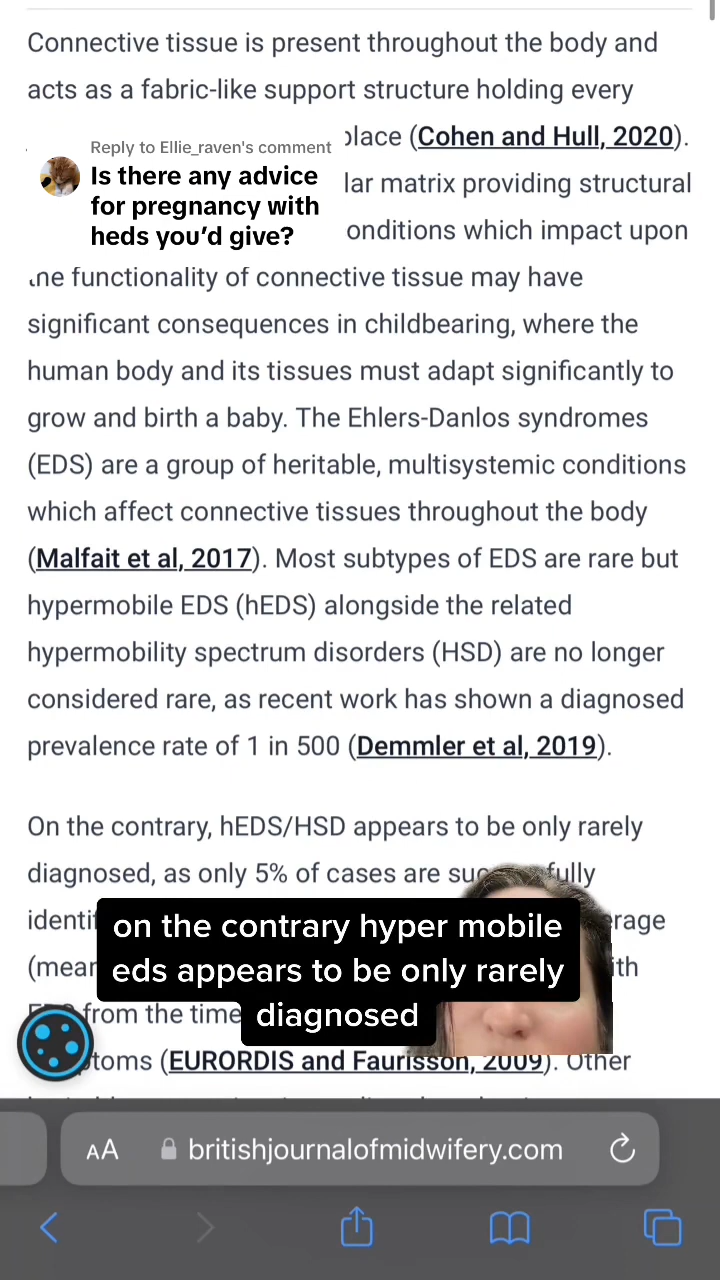 Connective tissue is present throughout the body and
acts as a fabric-like support structure holding every
place (Cohen and Hull, 2020).
Reply to Ellie_raven's comment
Is there any advice
for pregnancy with
heds you'd give?
lar matrix providing structural
onditions which impact upon
the functionality of connective tissue may have
significant consequences in childbearing, where the
human body and its tissues must adapt significantly to
grow and birth a baby. The Ehlers-Danlos syndromes
(EDS) are a group of heritable, multisystemic conditions
which affect connective tissues throughout the body
(Malfait et al, 2017). Most subtypes of EDS are rare but
hypermobile EDS (hEDS) alongside the related
hypermobility spectrum disorders (HSD) are no longer
considered rare, as recent work has shown a diagnosed
prevalence rate of 1 in 500 (Demmler et al, 2019).
On the contrary, hEDS/HSD appears to be only rarely
diagnosed, as only 5% of cases are
on the contrary hyper mobile
eds appears to be only rarely
diagnosed
from the time
(EURORDIS and Faurisson, 2009). Other
AA britishjournalofmidwifery.com